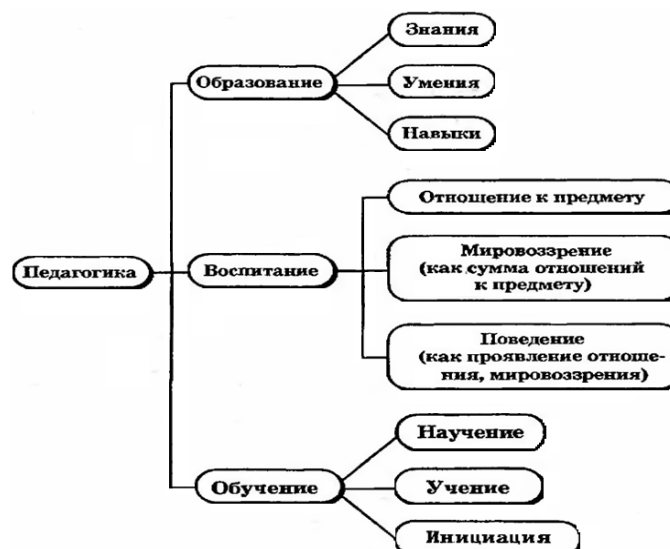 Знания
Образование
Умения
Навыки
Отношение к предмету
Педагогика
Воспитание
Мировоззрение
(как сумма отношений
к предмету)
Поведение
(как проявление отноше-
ния, мировоззрения)
Научение
Обучение
Учение
Инициация